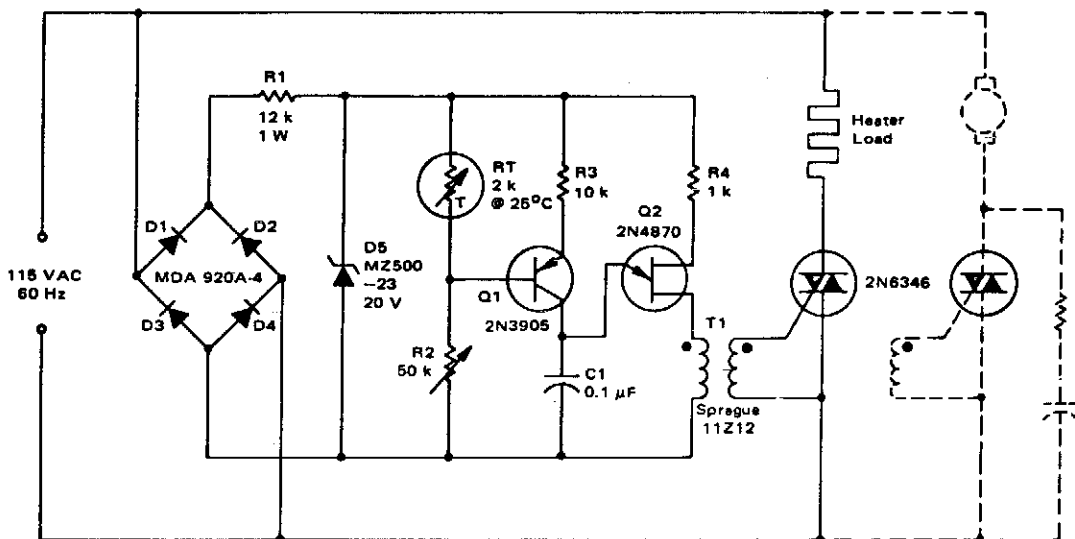 R1
12 k
1 W
Heater
Load
RT
2 k
@ 25°C
T
R3
10 k
R4
1 k
Q2
2N4870
D1
D2
D5
MZ500
-23
20 V
MDA 920A-4
115 VAC
60 Hz
2N6346
Q1
2N3905
D3
D4
T1
R2
50 k
C1
0.1 µF
Sprague
11Z12